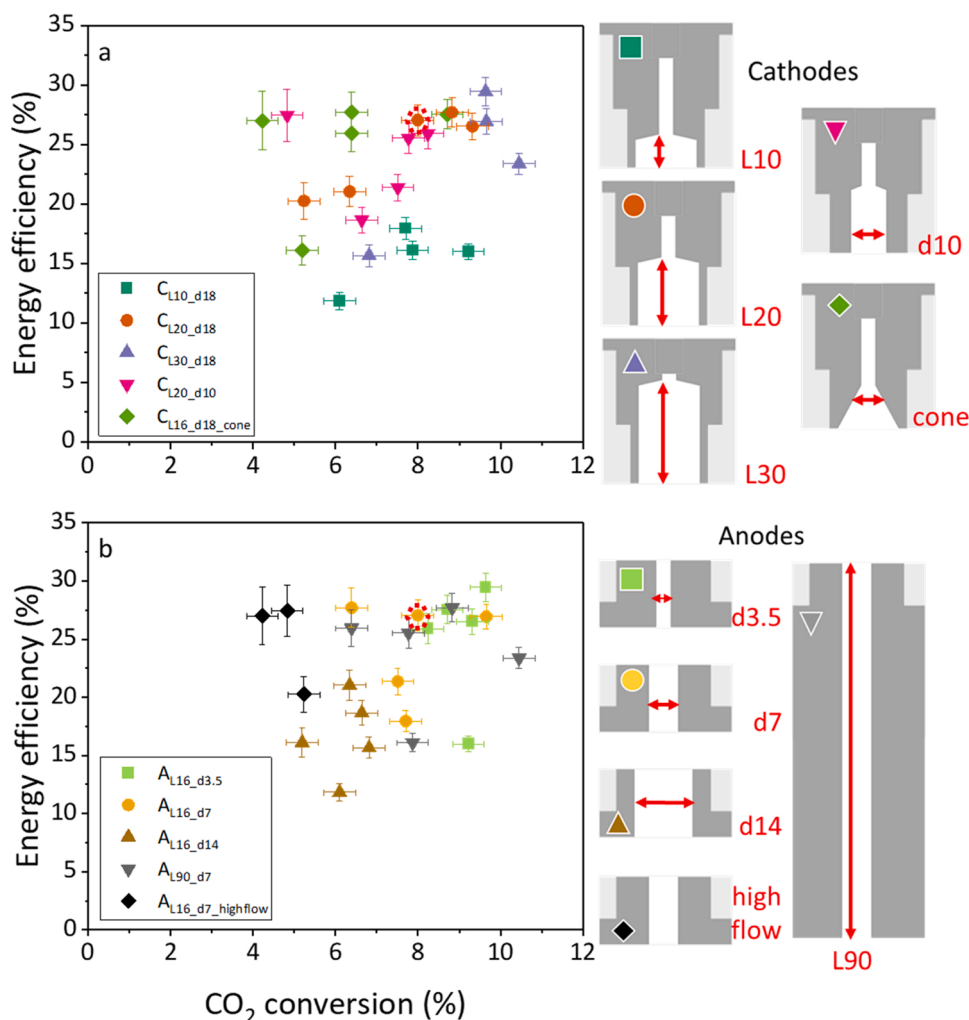 35
30
25
20
15
10
5
0
Energy efficiency (%)
a
C_L10_d18
C_L20_d18
C_L30_d18
C_L20_d10
C_L16_d18_cone
0 2 4 6 8 10 12
Cathodes
L10
L20
L30
d10
cone
35
30
25
20
15
10
5
0
Energy efficiency (%)
b
A_L16_d3.5
A_L16_d7
A_L16_d14
A_L90_d7
A_L16_d7_highflow
0 2 4 6 8 10 12
CO₂ conversion (%)
Anodes
d3.5
d7
d14
high
flow
L90